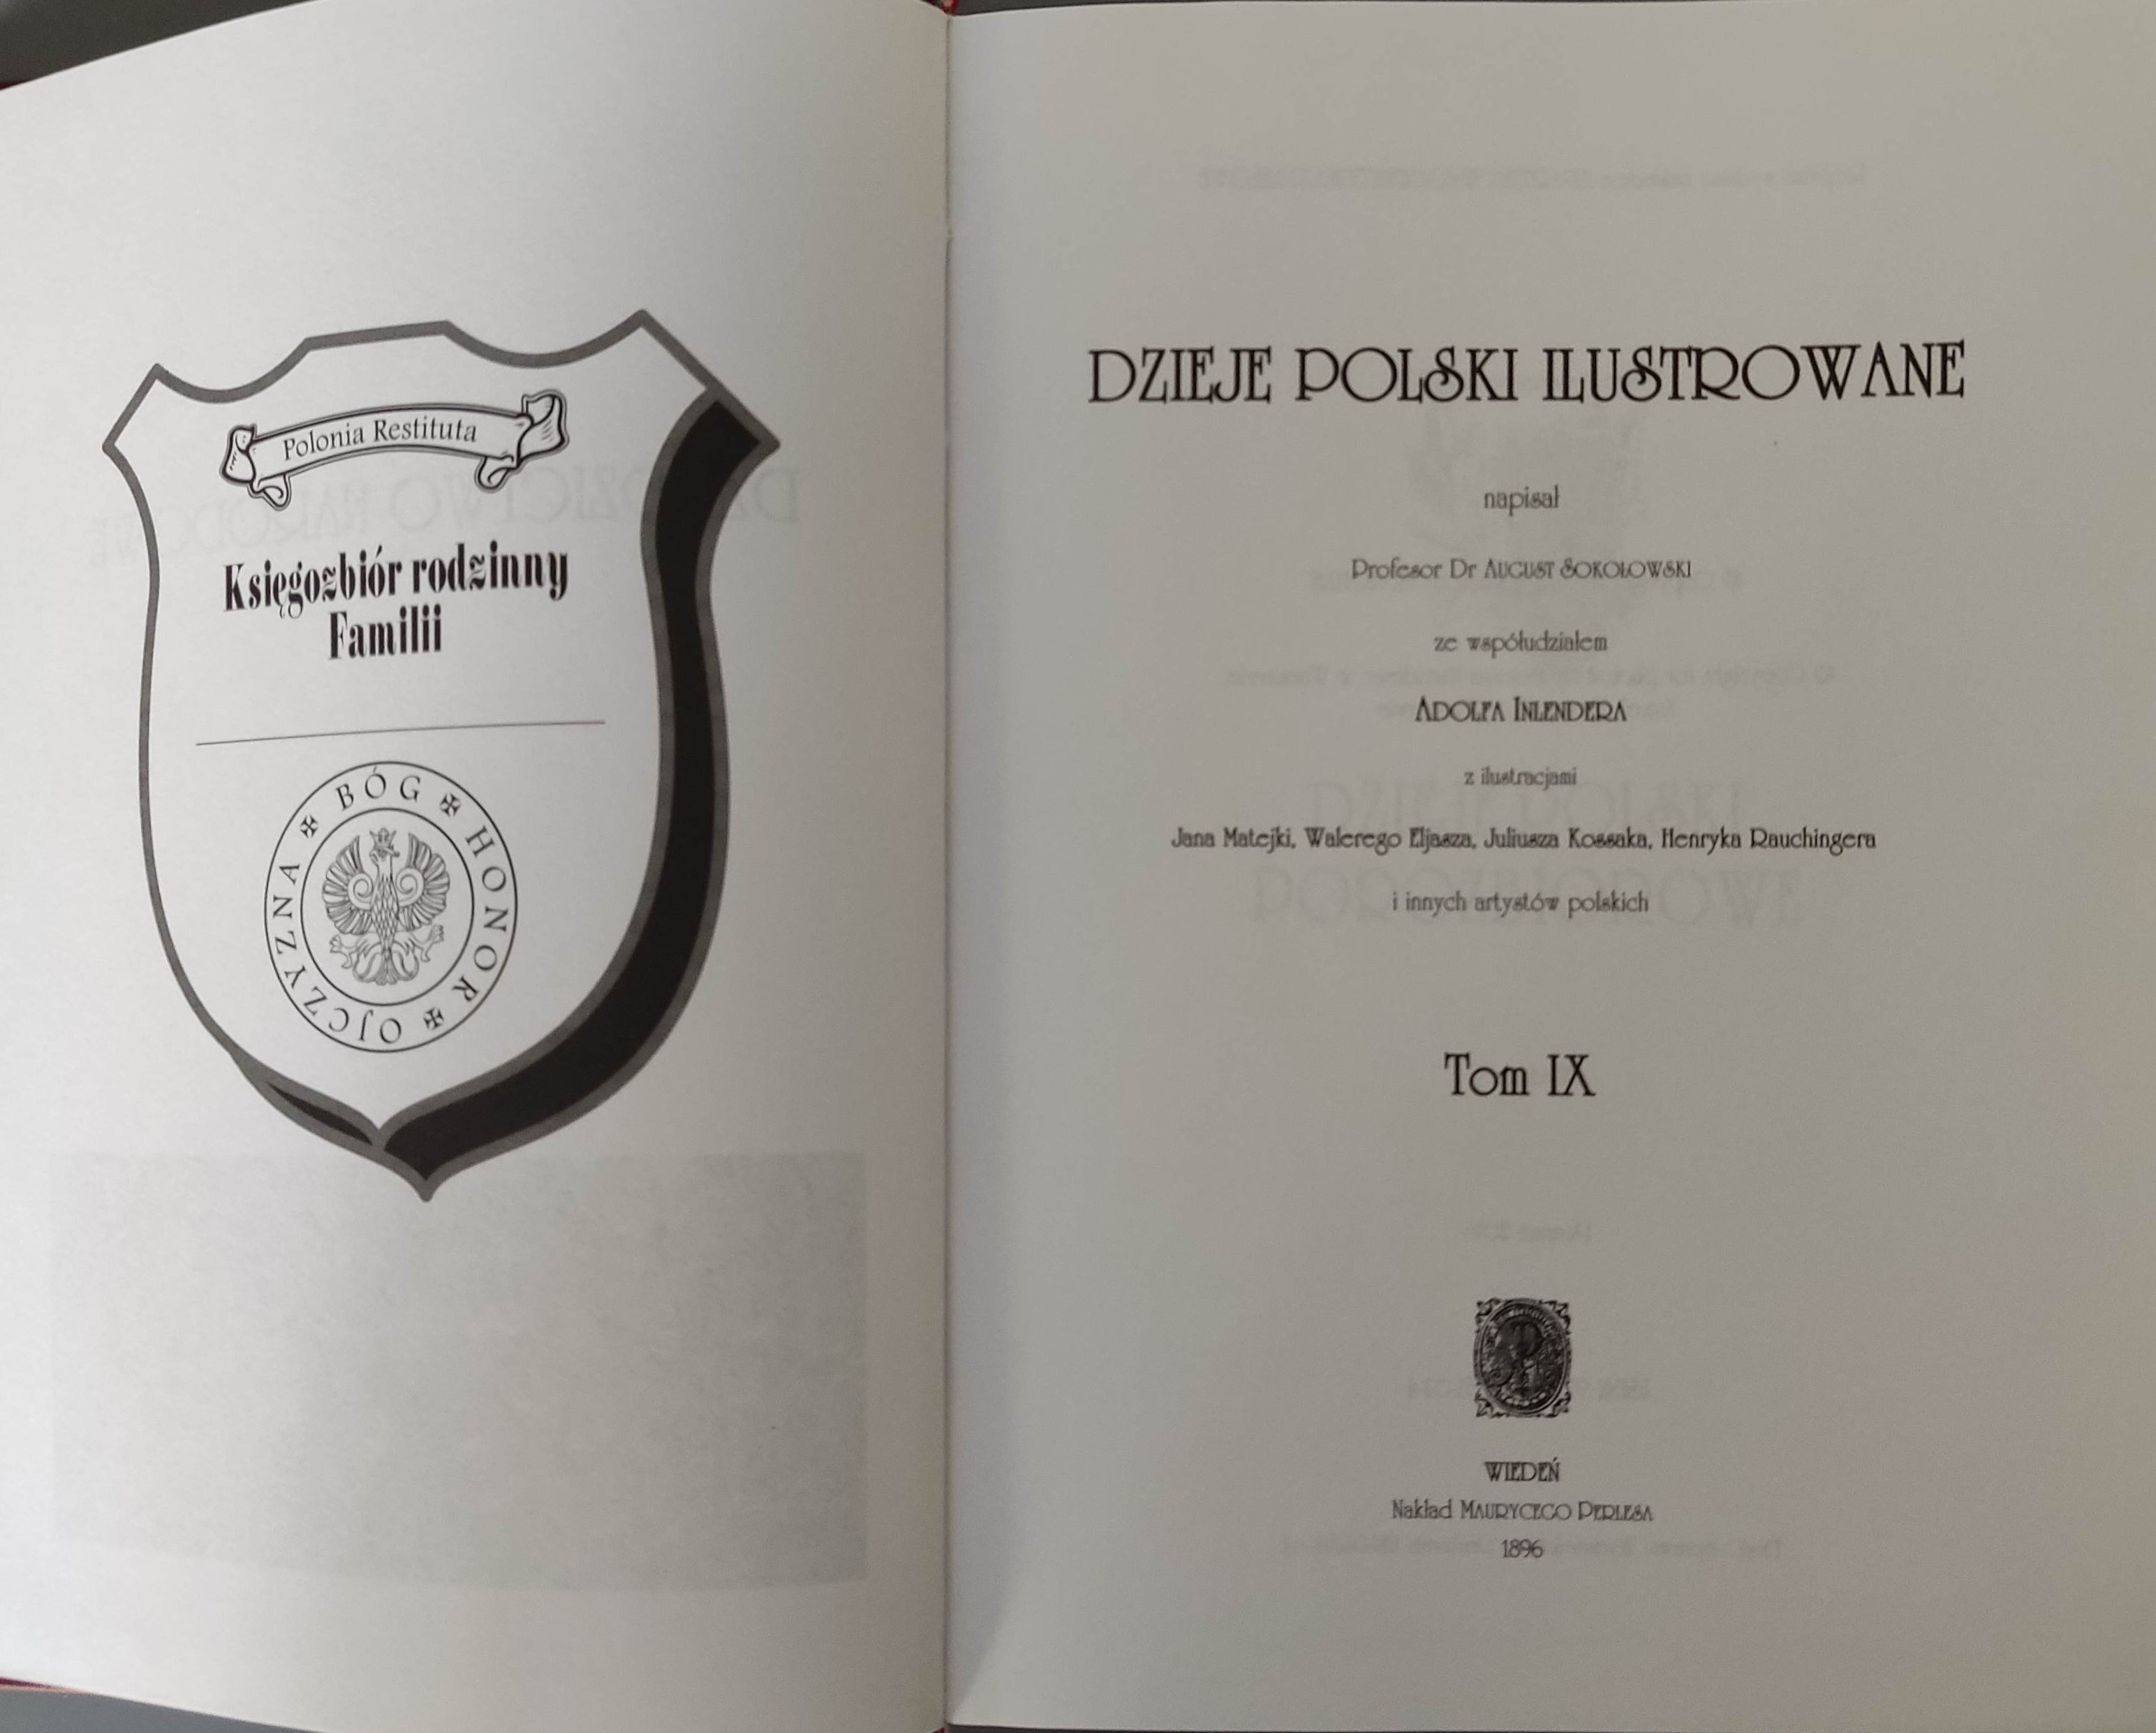 Polonia Restituta
Księgozbiór rodzinny
Familii
BÓG ✠ HONOR ✠ OJCZYZNA ✠
DZIEJE POLSKI ILUSTROWANE
napisał
Profesor Dr AUGUST SOKOŁOWSKI
ze współudziałem
ADOLFA INLENDERA
z ilustracjami
Jana Matejki, Walerego Eljasza, Juliusza Kossaka, Henryka Rauchingera
i innych artystów polskich
Tom IX
WIEDEŃ
Nakład MAURYCEGO PERLESA
1896